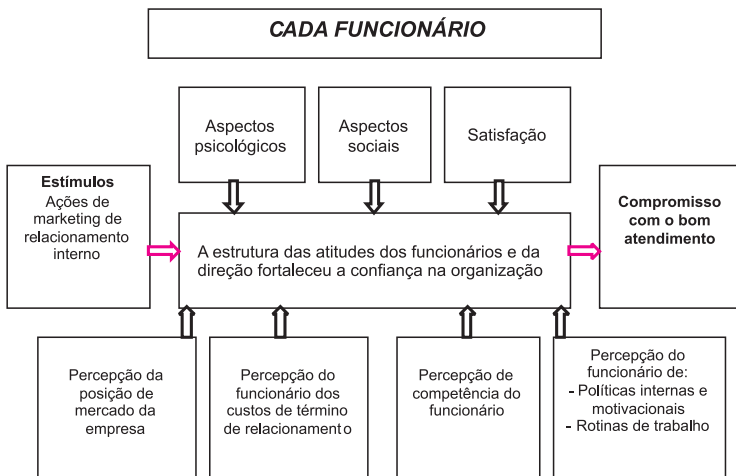 CADA FUNCIONÁRIO
Aspectos
psicológicos
Aspectos
sociais
Satisfação
Estímulos
Ações de
marketing de
relacionamento
interno
A estrutura das atitudes dos funcionários e da
direção fortaleceu a confiança na organização
Compromisso
com o bom
atendimento
Percepção da
posição de
mercado da
empresa
Percepção do
funcionário dos
custos de término
de relacionamento
Percepção de
competência do
funcionário
Percepção do
funcionário de:
- Políticas internas e
motivacionais
- Rotinas de trabalho